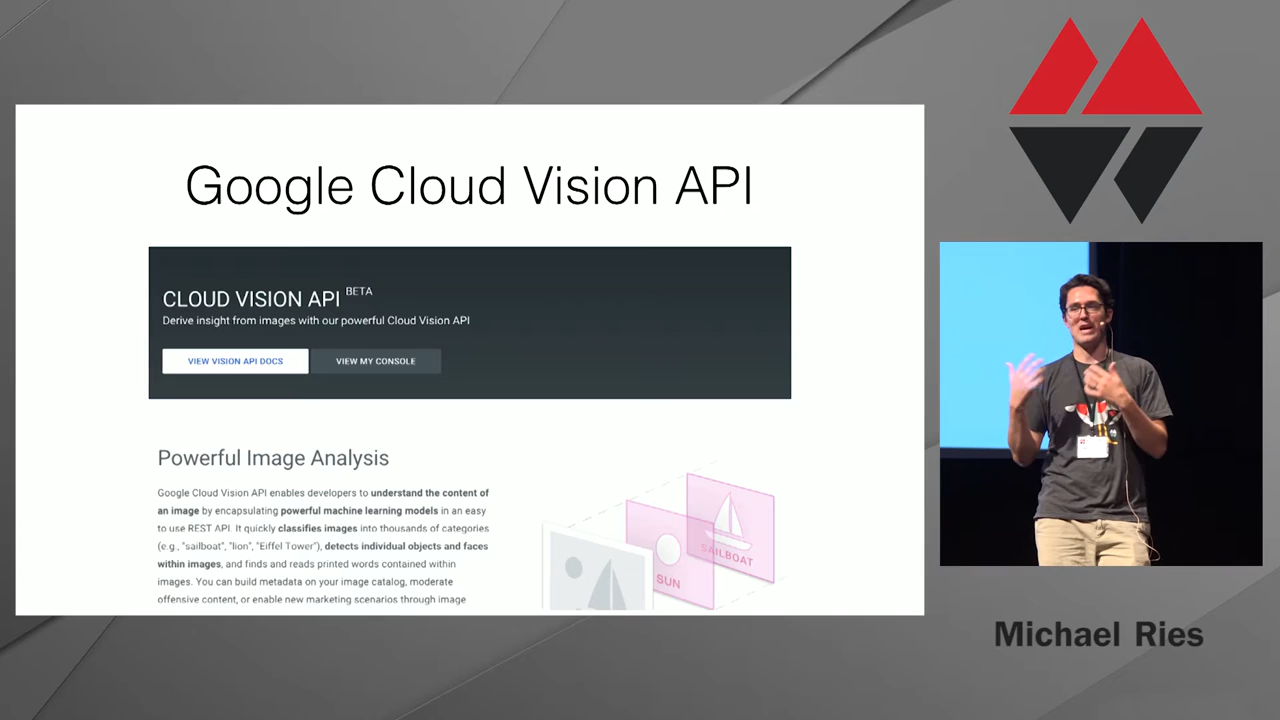 Google Cloud Vision API
CLOUD VISION API BETA
Derive insight from images with our powerful Cloud Vision API
VIEW VISION API DOCS
VIEW MY CONSOLE
Powerful Image Analysis
Google Cloud Vision API enables developers to understand the content of
an image by encapsulating powerful machine learning models in an easy
to use REST API. It quickly classifies images into thousands of categories
(e.g., "sailboat", "lion", "Eiffel Tower"), detects individual objects and faces
within images, and finds and reads printed words contained within
images. You can build metadata on your image catalog, moderate
offensive content, or enable new marketing scenarios through image
SAILBOAT
SUN
Michael Ries